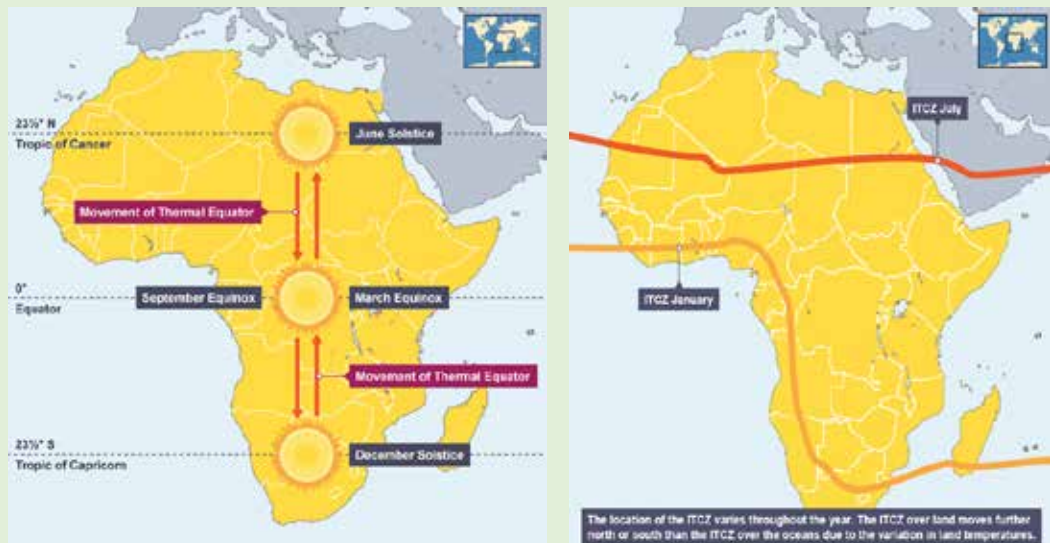 23½° N
Tropic of Cancer
June Solstice
Movement of Thermal Equator
0°
Equator
September Equinox
March Equinox
Movement of Thermal Equator
23½° S
Tropic of Capricorn
December Solstice
ITCZ July
ITCZ January
The location of the ITCZ varies throughout the year. The ITCZ over land moves further
north or south than the ITCZ over the oceans due to the variation in land temperatures.